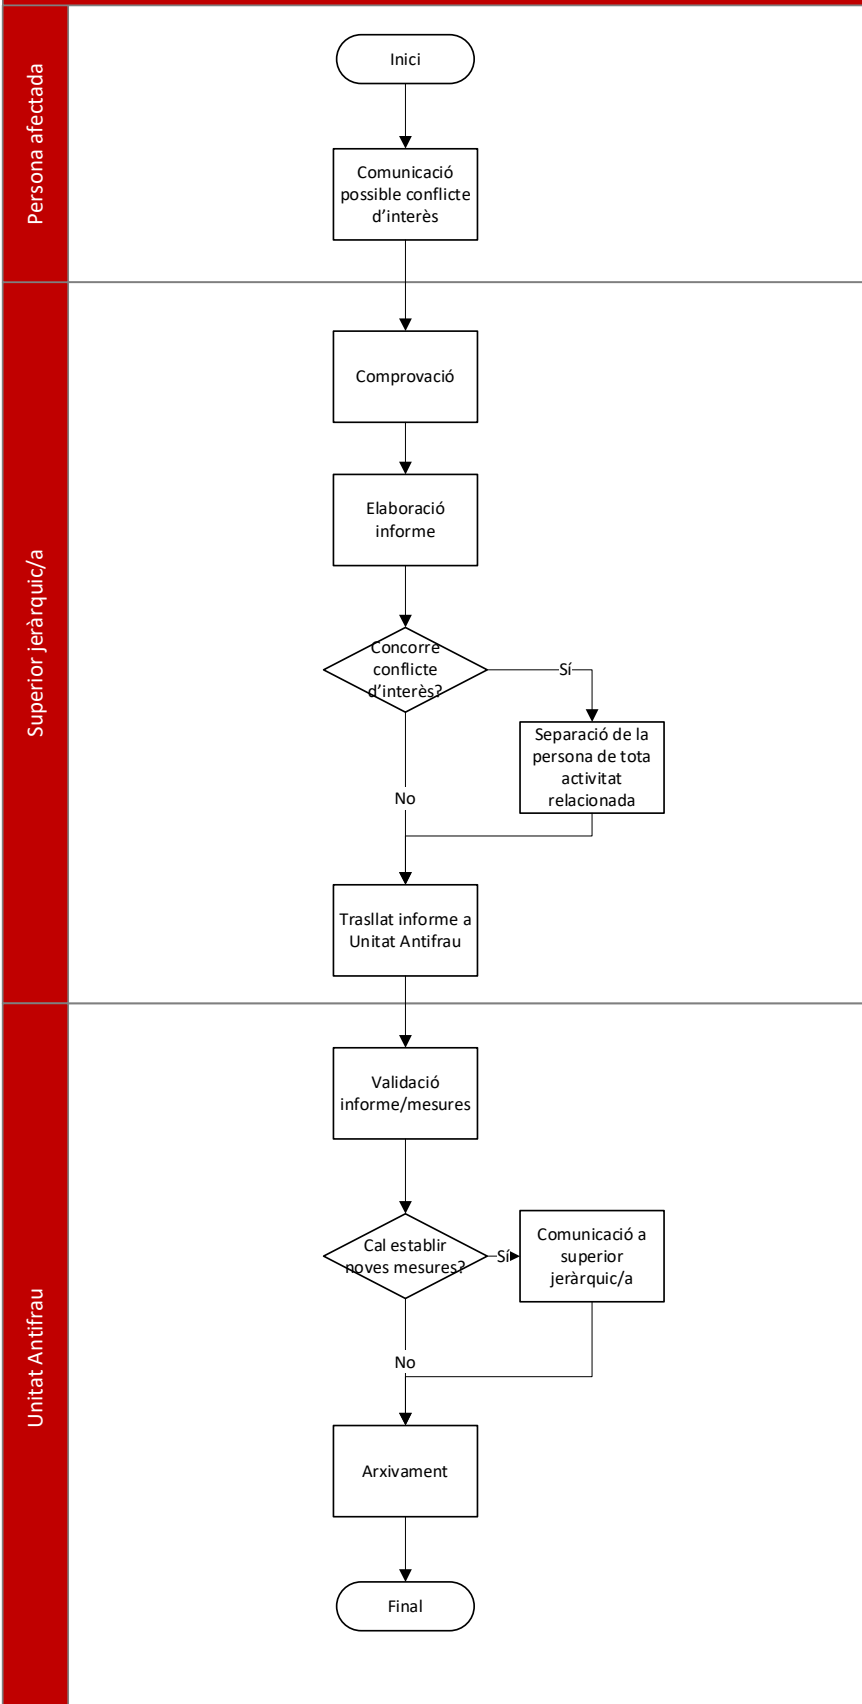 Persona afectada
Inici
Comunicació
possible conflicte
d’interès
Superior jeràrquic/a
Comprovació
Elaboració
informe
Concorre
conflicte
d’interès?
Sí
Separació de la
persona de tota
activitat
relacionada
No
Trasllat informe a
Unitat Antifrau
Unitat Antifrau
Validació
informe/mesures
Cal establir
noves mesures?
Sí
Comunicació a
superior
jeràrquic/a
No
Arxivament
Final